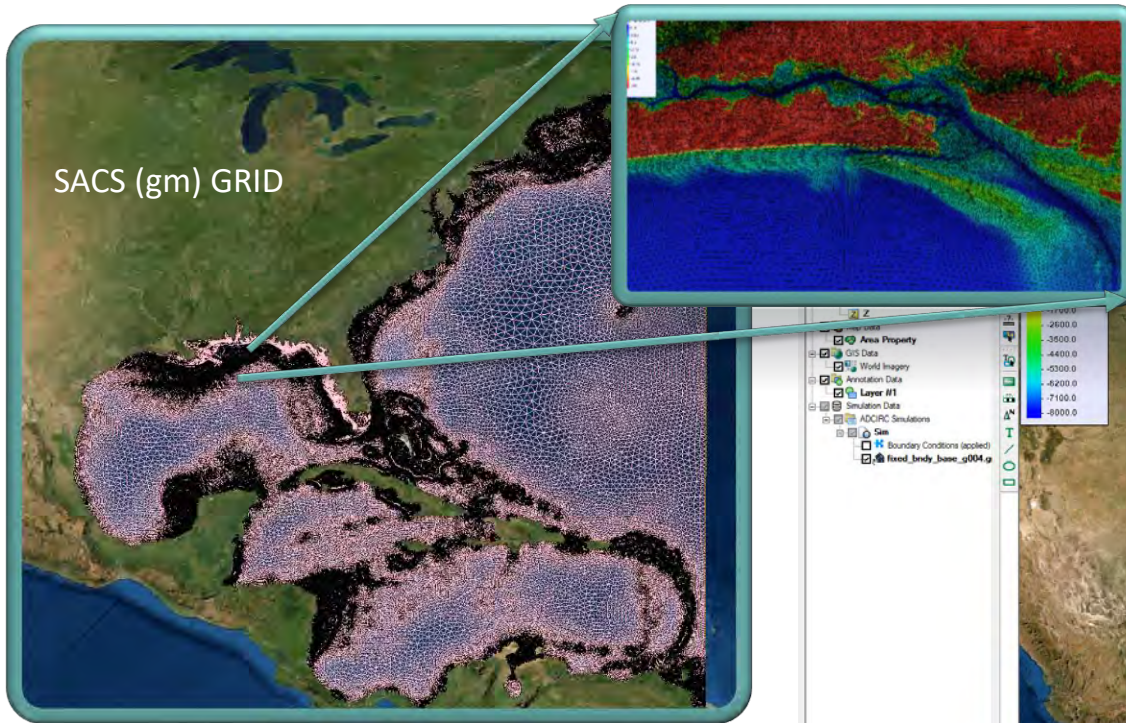 SACS (gm) GRID
Z
Map Data
Area Property
GIS Data
World Imagery
Annotation Data
Layer #1
Simulation Data
ADCIRC Simulations
Sim
Boundary Conditions (applied)
fixed_bndy_base_g004.g
-1700.0
-2600.0
-3500.0
-4400.0
-5300.0
-6200.0
-7100.0
-8000.0